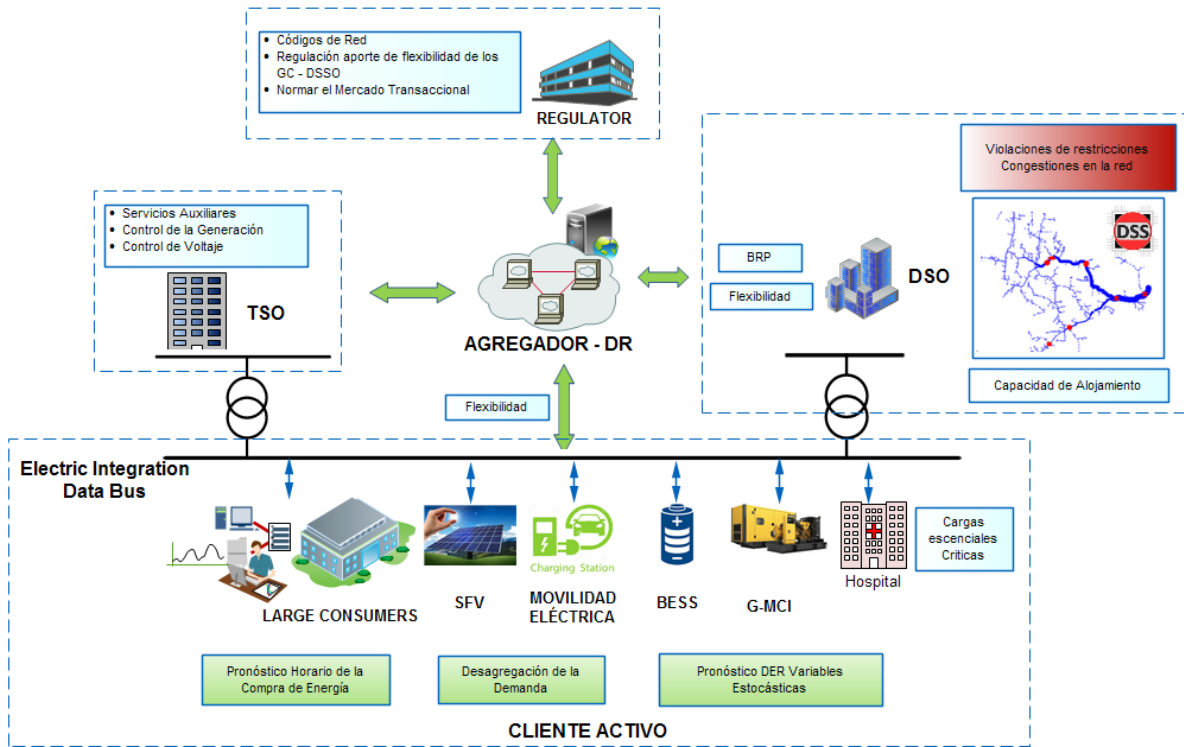 • Códigos de Red
• Regulación aporte de flexibilidad de los
GC - DSSO
• Normar el Mercado Transaccional
REGULATOR
• Servicios Auxiliares
• Control de la Generación
• Control de Voltaje
TSO
AGREGADOR - DR
Flexibilidad
BRP
Flexibilidad
DSO
Violaciones de restricciones
Congestiones en la red
DSS
Capacidad de Alojamiento
Electric Integration
Data Bus
LARGE CONSUMERS
SFV
Charging Station
MOVILIDAD
ELÉCTRICA
BESS
G-MCI
Hospital
Cargas
escenciales
Criticas
Pronóstico Horario de la
Compra de Energía
Desagregación de la
Demanda
Pronóstico DER Variables
Estocásticas
CLIENTE ACTIVO